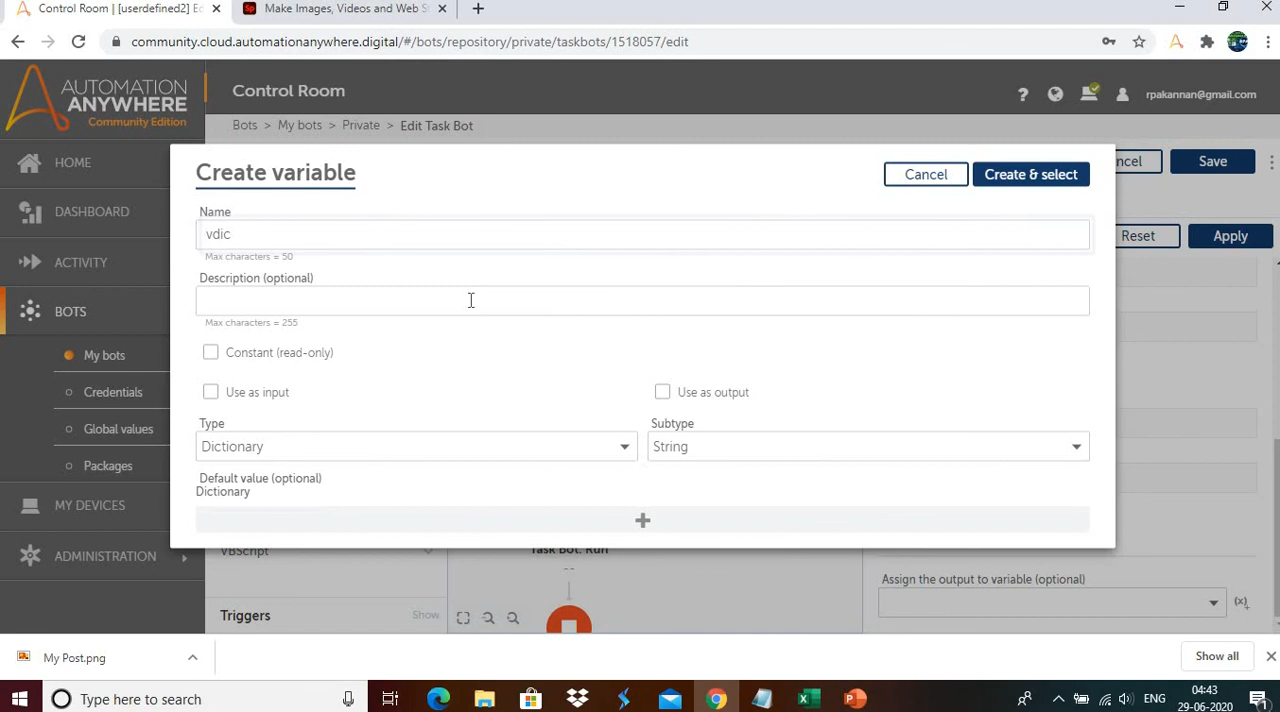 Control Room | [userdefined2] Ed
Make Images, Videos and Web St
community.cloud.automationanywhere.digital/#/bots/repository/private/taskbots/1518057/edit
AUTOMATION
ANYWHERE
Community Edition
Control Room
rpakannan@gmail.com
Bots > My bots > Private > Edit Task Bot
HOME
DASHBOARD
ACTIVITY
BOTS
My bots
Credentials
Global values
Packages
MY DEVICES
ADMINISTRATION
Create variable
Cancel
Create & select
ncel
Save
Reset
Apply
Name
vdic
Max characters = 50
Description (optional)
Max characters = 255
Constant (read-only)
Use as input
Use as output
Type
Subtype
Dictionary
String
Default value (optional)
Dictionary
VBScript
Task Bot: Run
--
Triggers
Show
Assign the output to variable (optional)
(x)
My Post.png
Show all
Type here to search
ENG
04:43
29-06-2020
1